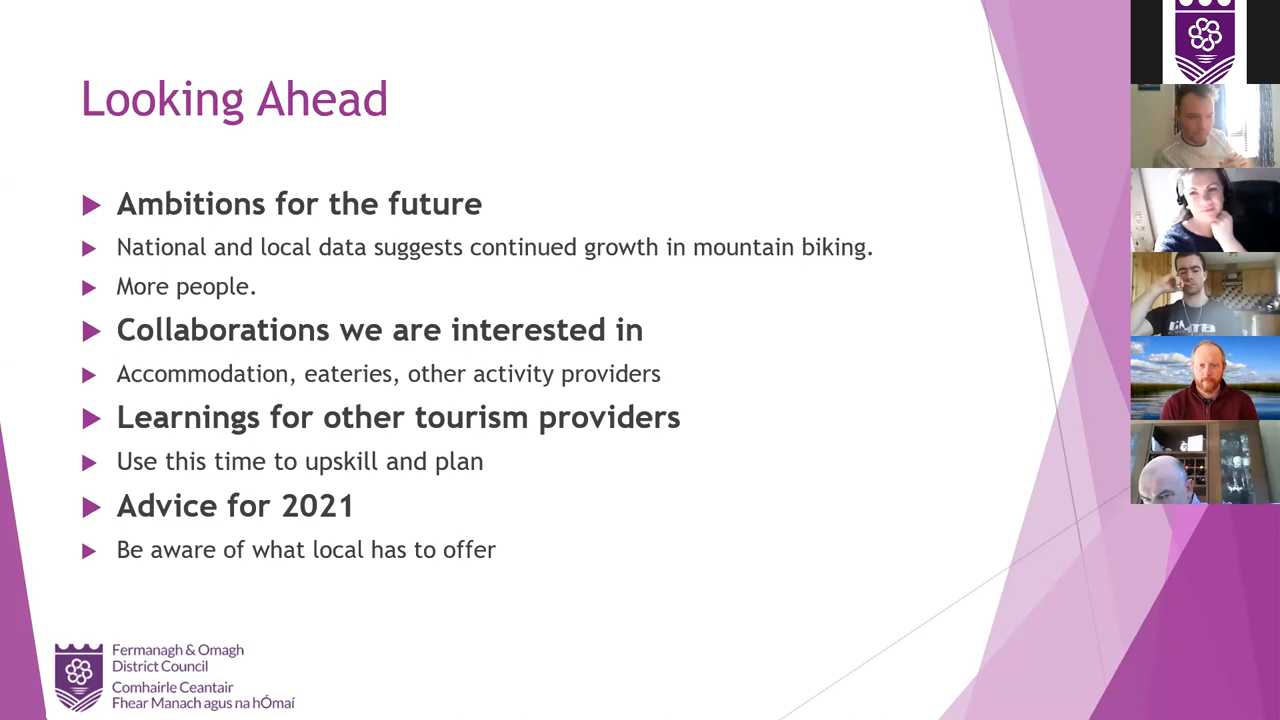 Looking Ahead
Ambitions for the future
National and local data suggests continued growth in mountain biking.
More people.
Collaborations we are interested in
Accommodation, eateries, other activity providers
Learnings for other tourism providers
Use this time to upskill and plan
Advice for 2021
Be aware of what local has to offer
Fermanagh & Omagh
District Council
Comhairle Ceantair
Fhear Manach agus na hÓmaí